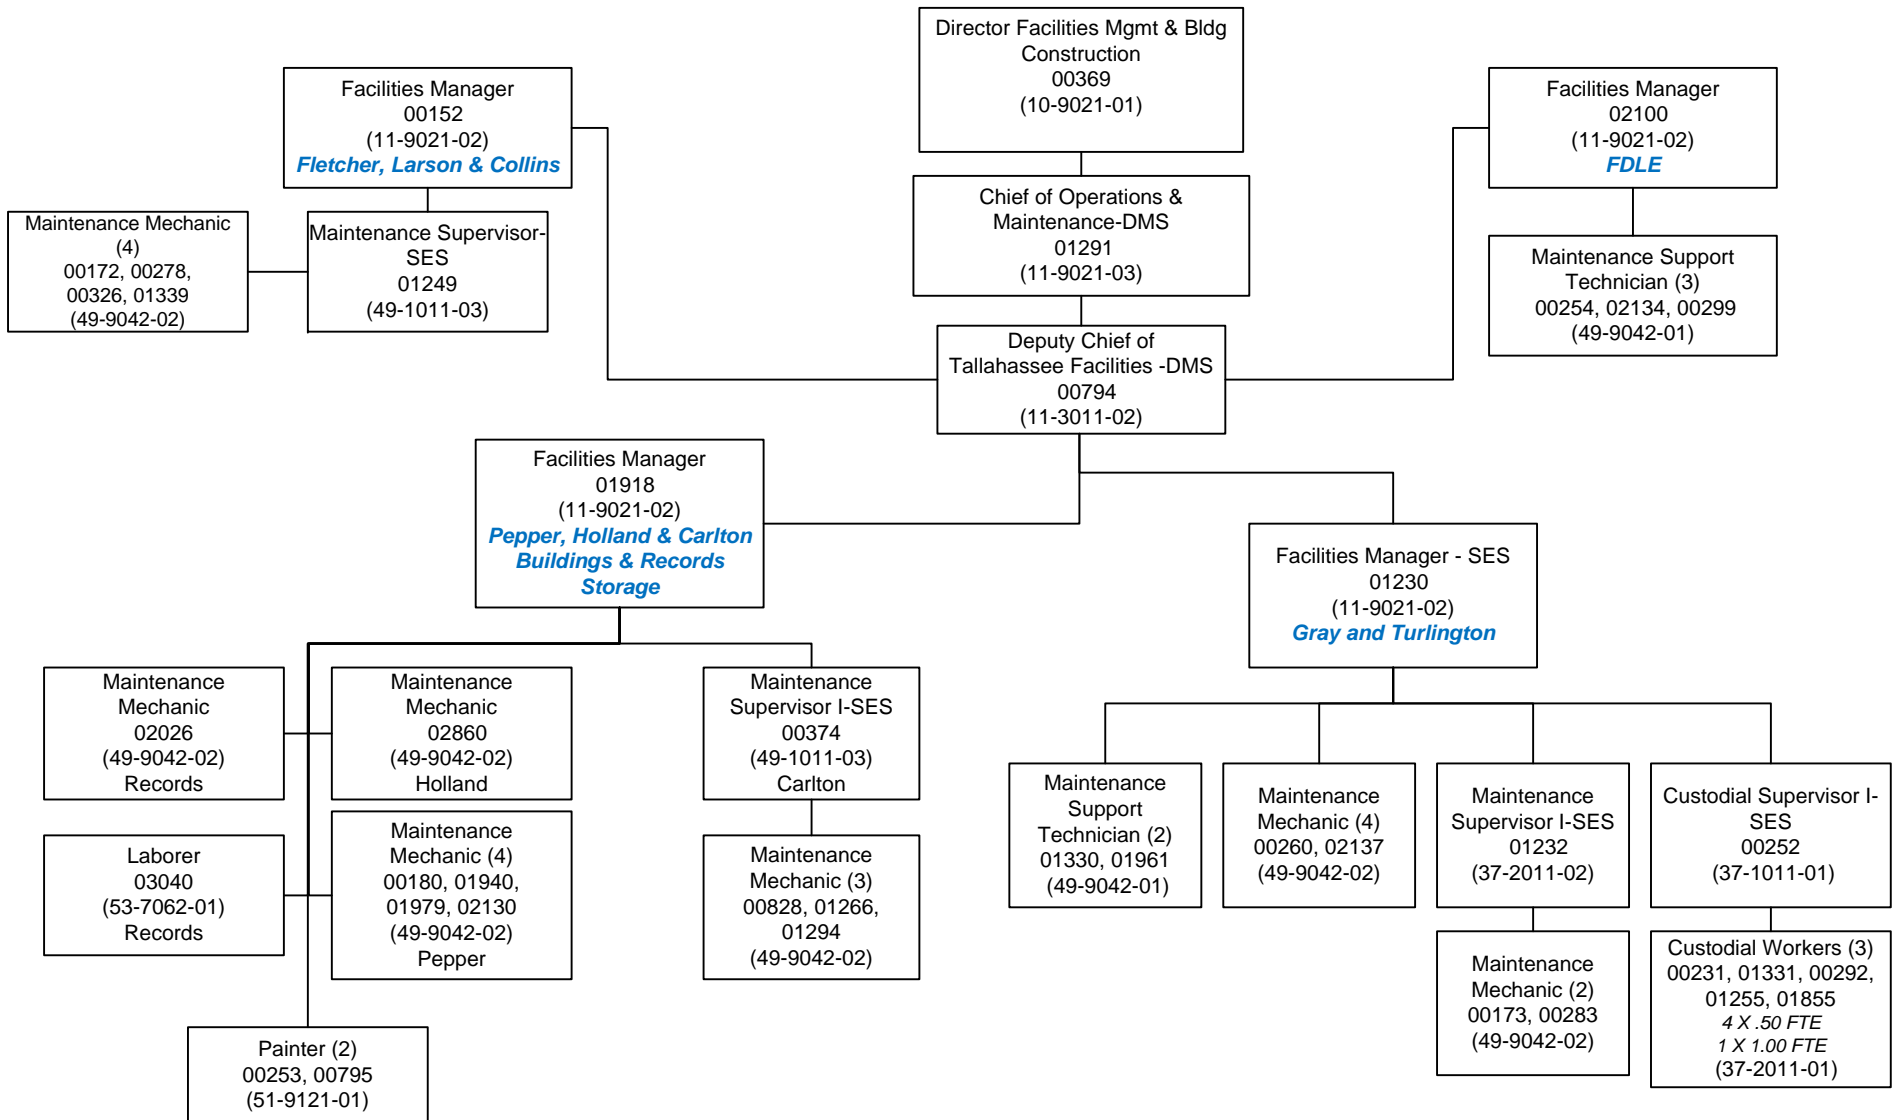 Director Facilities Mgmt & Bldg
Construction
00369
(10-9021-01)
Facilities Manager
00152
(11-9021-02)
Fletcher, Larson & Collins
Facilities Manager
02100
(11-9021-02)
FDLE
Chief of Operations &
Maintenance-DMS
01291
(11-9021-03)
Maintenance Mechanic
(4)
00172, 00278,
00326, 01339
(49-9042-02)
Maintenance Supervisor-
SES
01249
(49-1011-03)
Maintenance Support
Technician (3)
00254, 02134, 00299
(49-9042-01)
Deputy Chief of
Tallahassee Facilities -DMS
00794
(11-3011-02)
Facilities Manager
01918
(11-9021-02)
Pepper, Holland & Carlton
Buildings & Records
Storage
Facilities Manager - SES
01230
(11-9021-02)
Gray and Turlington
Maintenance
Mechanic
02026
(49-9042-02)
Records
Maintenance
Mechanic
02860
(49-9042-02)
Holland
Maintenance
Supervisor I-SES
00374
(49-1011-03)
Carlton
Laborer
03040
(53-7062-01)
Records
Maintenance
Mechanic (4)
00180, 01940,
01979, 02130
(49-9042-02)
Pepper
Maintenance
Mechanic (3)
00828, 01266,
01294
(49-9042-02)
Painter (2)
00253, 00795
(51-9121-01)
Maintenance
Support
Technician (2)
01330, 01961
(49-9042-01)
Maintenance
Mechanic (4)
00260, 02137
(49-9042-02)
Maintenance
Supervisor I-SES
01232
(37-2011-02)
Custodial Supervisor I-
SES
00252
(37-1011-01)
Maintenance
Mechanic (2)
00173, 00283
(49-9042-02)
Custodial Workers (3)
00231, 01331, 00292,
01255, 01855
4 X .50 FTE
1 X 1.00 FTE
(37-2011-01)